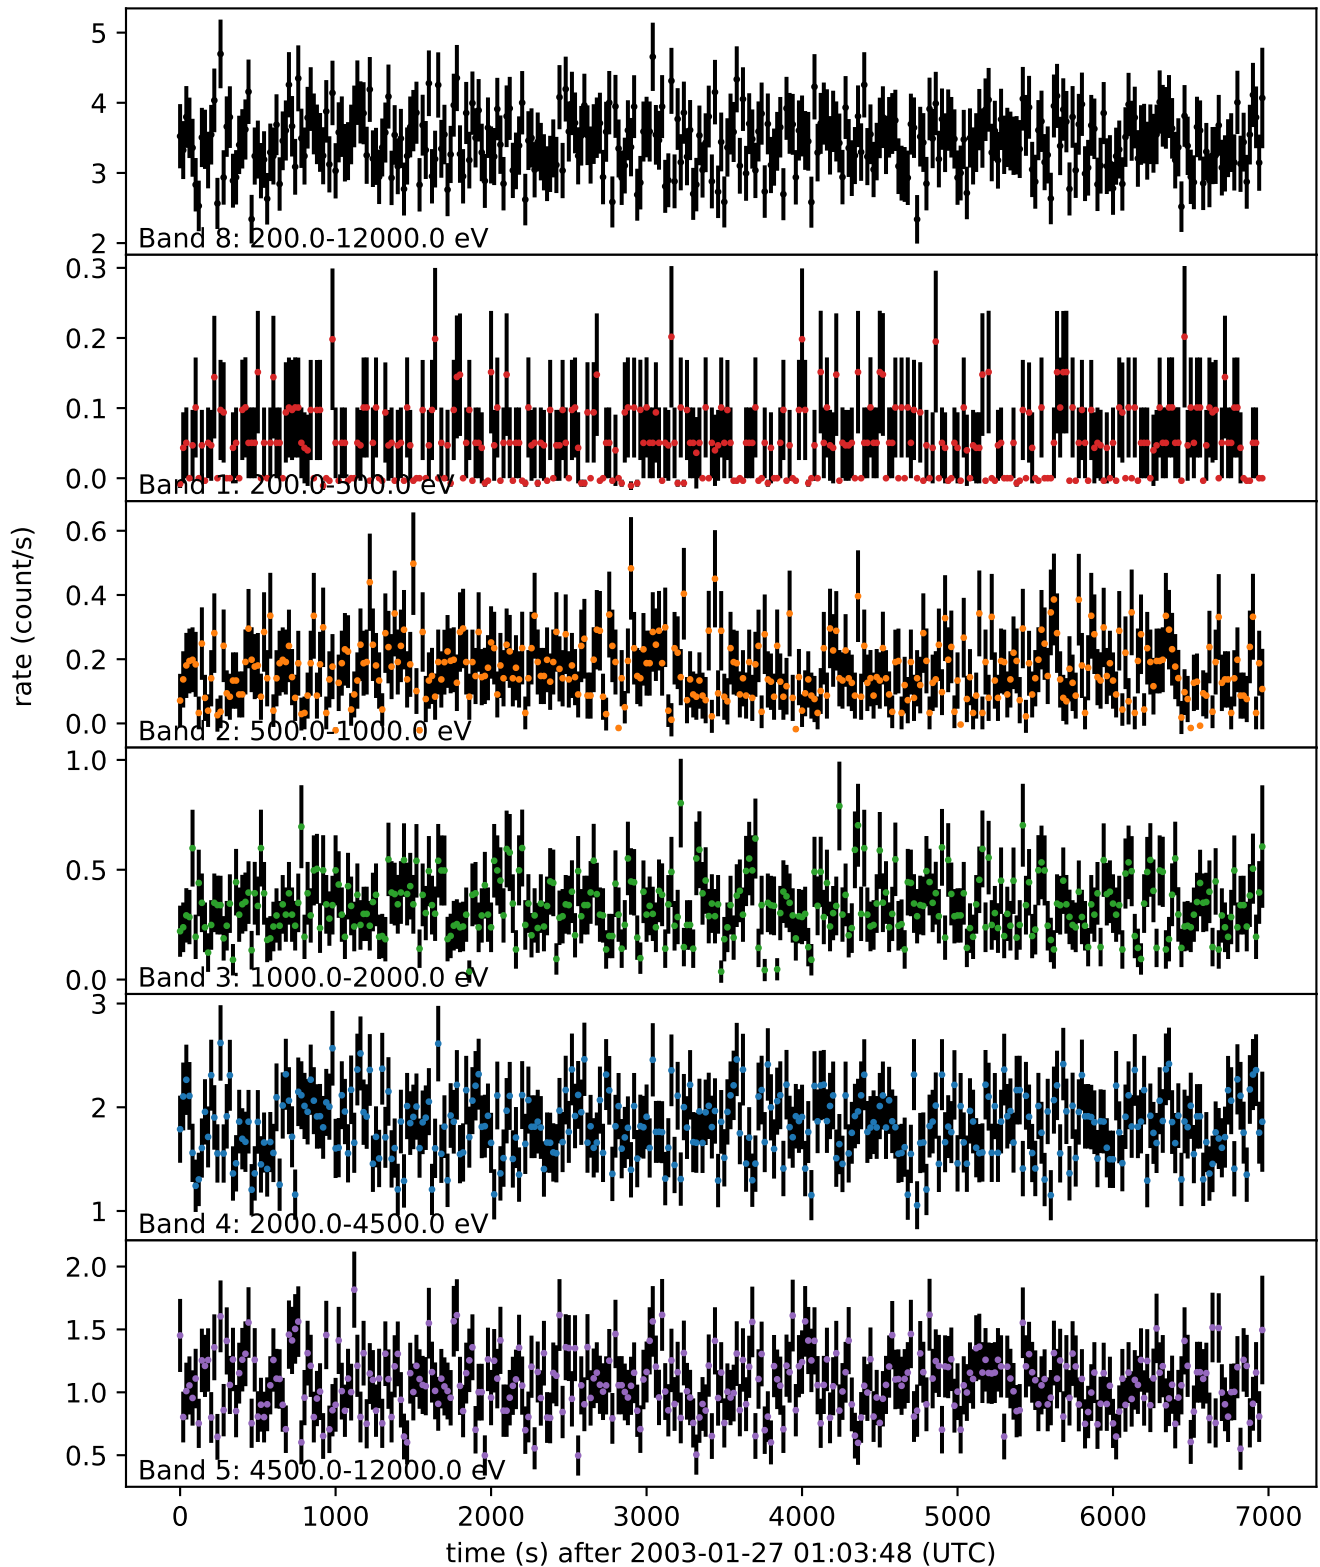 5
4
3
2
Band 8: 200.0-12000.0 eV
0.3
0.2
0.1
0.0
Band 1: 200.0-500.0 eV
rate (count/s)
0.6
0.4
0.2
0.0
Band 2: 500.0-1000.0 eV
1.0
0.5
0.0
Band 3: 1000.0-2000.0 eV
3
2
1
Band 4: 2000.0-4500.0 eV
2.0
1.5
1.0
0.5
Band 5: 4500.0-12000.0 eV
0 1000 2000 3000 4000 5000 6000 7000
time (s) after 2003-01-27 01:03:48 (UTC)